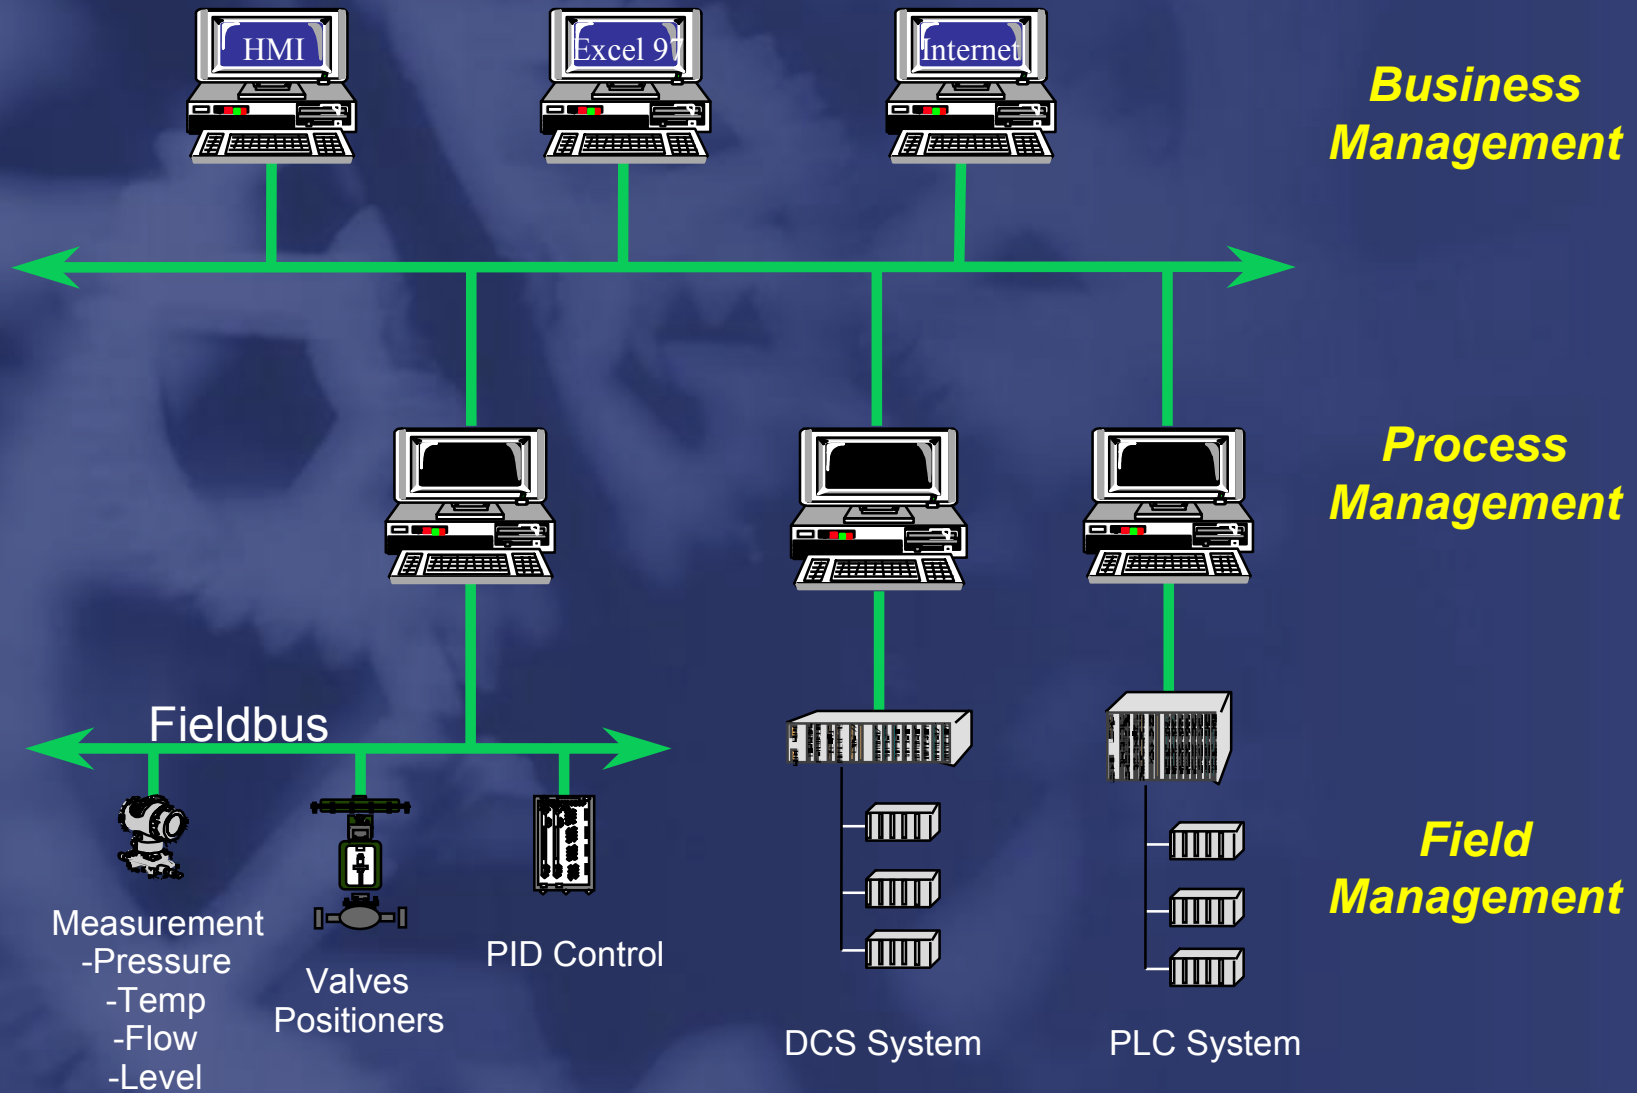 HMI
Excel 97
Internet
Business
Management
Process
Management
Fieldbus
Measurement
-Pressure
-Temp
-Flow
-Level
Valves
Positioners
PID Control
DCS System
PLC System
Field
Management